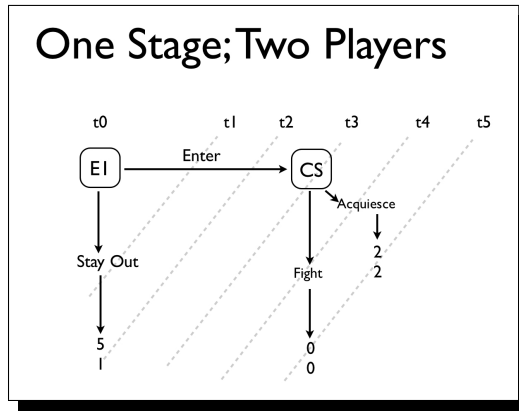 One Stage; Two Players
t0 t1 t2 t3 t4 t5
E1 Enter CS
Acquiesce
Stay Out
Fight
2
2
5
1
0
0